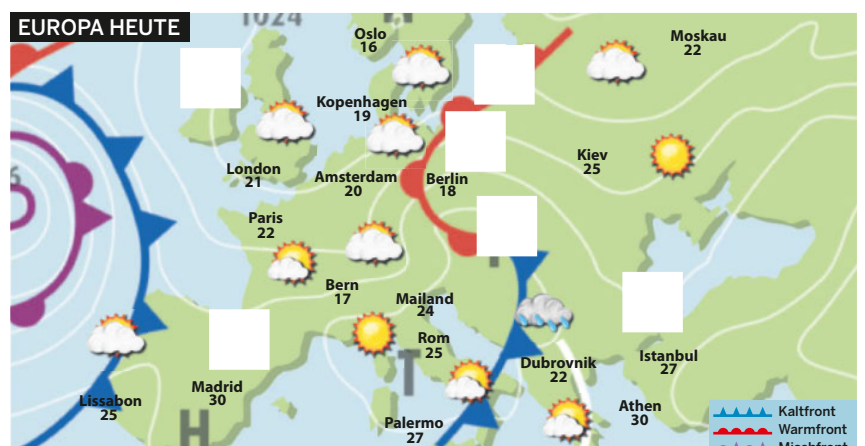 EUROPA HEUTE
1024
Oslo
16
Moskau
22
Kopenhagen
19
London
21
Amsterdam
20
Berlin
18
Kiev
25
Paris
22
Bern
17
Mailand
24
Rom
25
T
Dubrovnik
22
Istanbul
27
Lissabon
25
Madrid
30
H
Palermo
27
Athen
30
Kaltfront
Warmfront
Mischfront